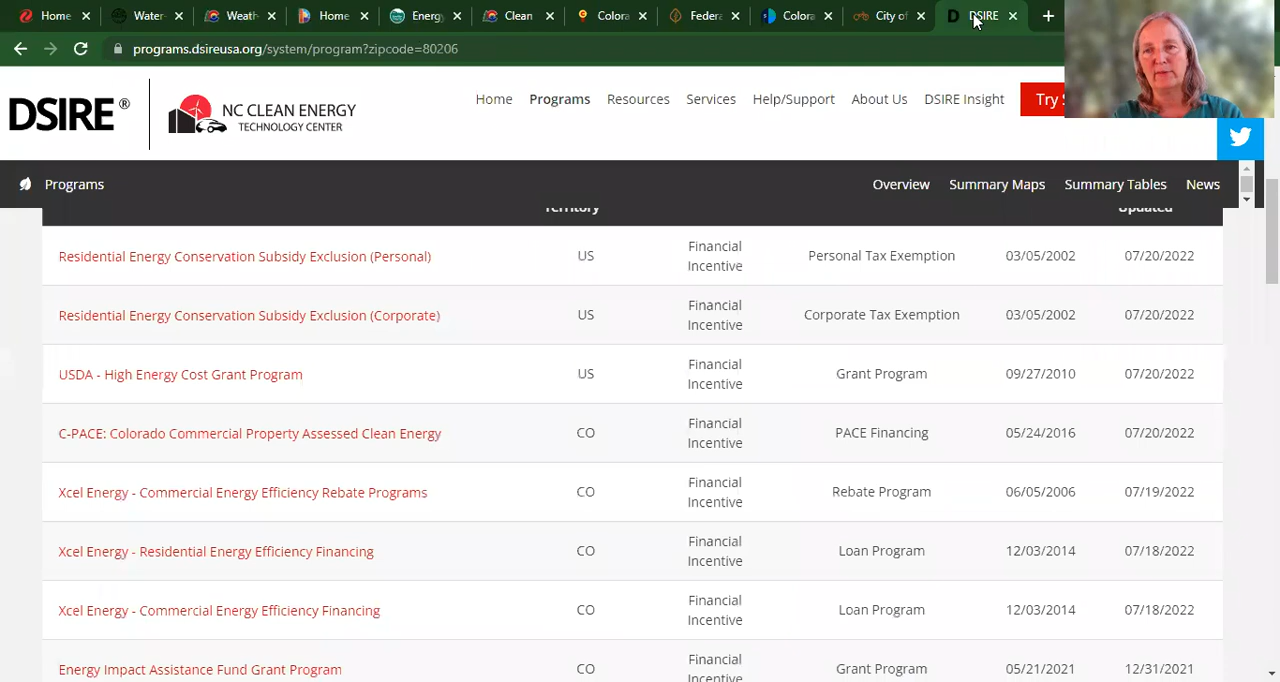 Home
Water-
Weath
Home
Energy
Clean
Colora
Federa
Colora
City of
DSIRE
programs.dsireusa.org/system/program?zipcode=80206
DSIRE®
NC CLEAN ENERGY
TECHNOLOGY CENTER
Home Programs Resources Services Help/Support About Us DSIRE Insight Try
Programs Overview Summary Maps Summary Tables News
Territory Updated
Residential Energy Conservation Subsidy Exclusion (Personal) US Financial Incentive Personal Tax Exemption 03/05/2002 07/20/2022
Residential Energy Conservation Subsidy Exclusion (Corporate) US Financial Incentive Corporate Tax Exemption 03/05/2002 07/20/2022
USDA - High Energy Cost Grant Program US Financial Incentive Grant Program 09/27/2010 07/20/2022
C-PACE: Colorado Commercial Property Assessed Clean Energy CO Financial Incentive PACE Financing 05/24/2016 07/20/2022
Xcel Energy - Commercial Energy Efficiency Rebate Programs CO Financial Incentive Rebate Program 06/05/2006 07/19/2022
Xcel Energy - Residential Energy Efficiency Financing CO Financial Incentive Loan Program 12/03/2014 07/18/2022
Xcel Energy - Commercial Energy Efficiency Financing CO Financial Incentive Loan Program 12/03/2014 07/18/2022
Energy Impact Assistance Fund Grant Program CO Financial Incentive Grant Program 05/21/2021 12/31/2021